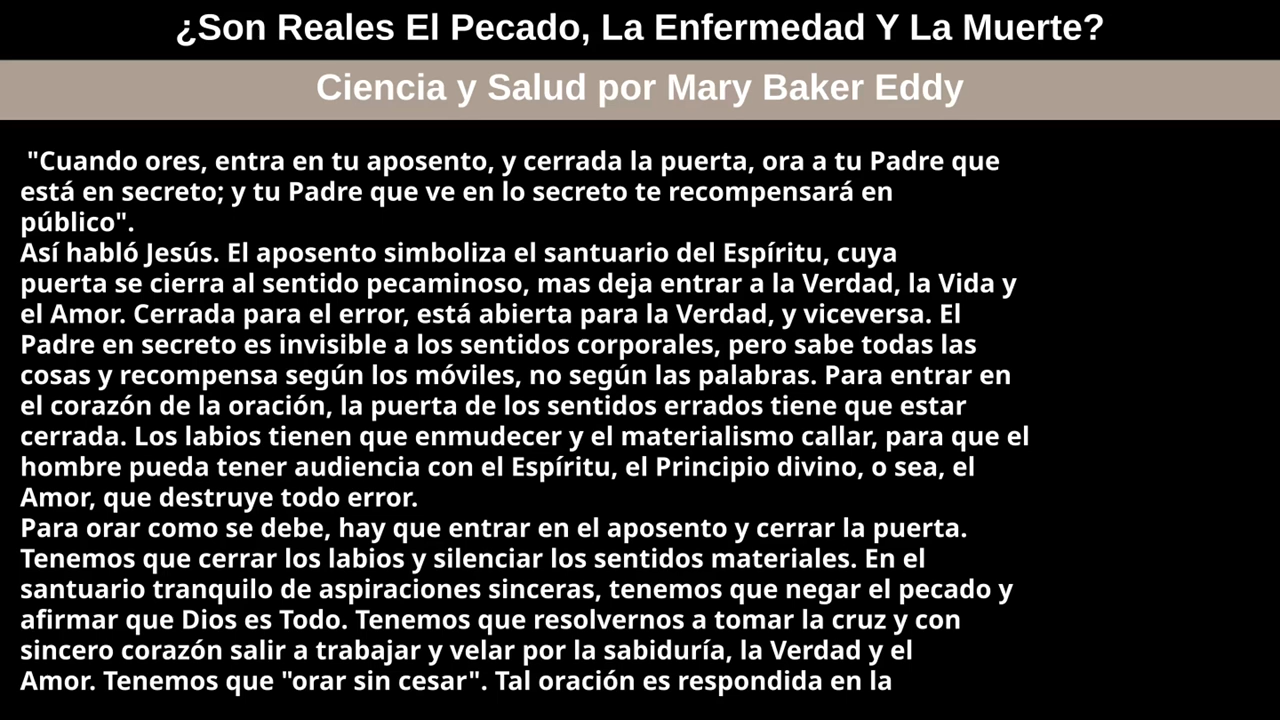 ¿Son Reales El Pecado, La Enfermedad Y La Muerte?
Ciencia y Salud por Mary Baker Eddy
"Cuando ores, entra en tu aposento, y cerrada la puerta, ora a tu Padre que
está en secreto; y tu Padre que ve en lo secreto te recompensará en
público".
Así habló Jesús. El aposento simboliza el santuario del Espíritu, cuya
puerta se cierra al sentido pecaminoso, mas deja entrar a la Verdad, la Vida y
el Amor. Cerrada para el error, está abierta para la Verdad, y viceversa. El
Padre en secreto es invisible a los sentidos corporales, pero sabe todas las
cosas y recompensa según los móviles, no según las palabras. Para entrar en
el corazón de la oración, la puerta de los sentidos errados tiene que estar
cerrada. Los labios tienen que enmudecer y el materialismo callar, para que el
hombre pueda tener audiencia con el Espíritu, el Principio divino, o sea, el
Amor, que destruye todo error.
Para orar como se debe, hay que entrar en el aposento y cerrar la puerta.
Tenemos que cerrar los labios y silenciar los sentidos materiales. En el
santuario tranquilo de aspiraciones sinceras, tenemos que negar el pecado y
afirmar que Dios es Todo. Tenemos que resolvernos a tomar la cruz y con
sincero corazón salir a trabajar y velar por la sabiduría, la Verdad y el
Amor. Tenemos que "orar sin cesar". Tal oración es respondida en la